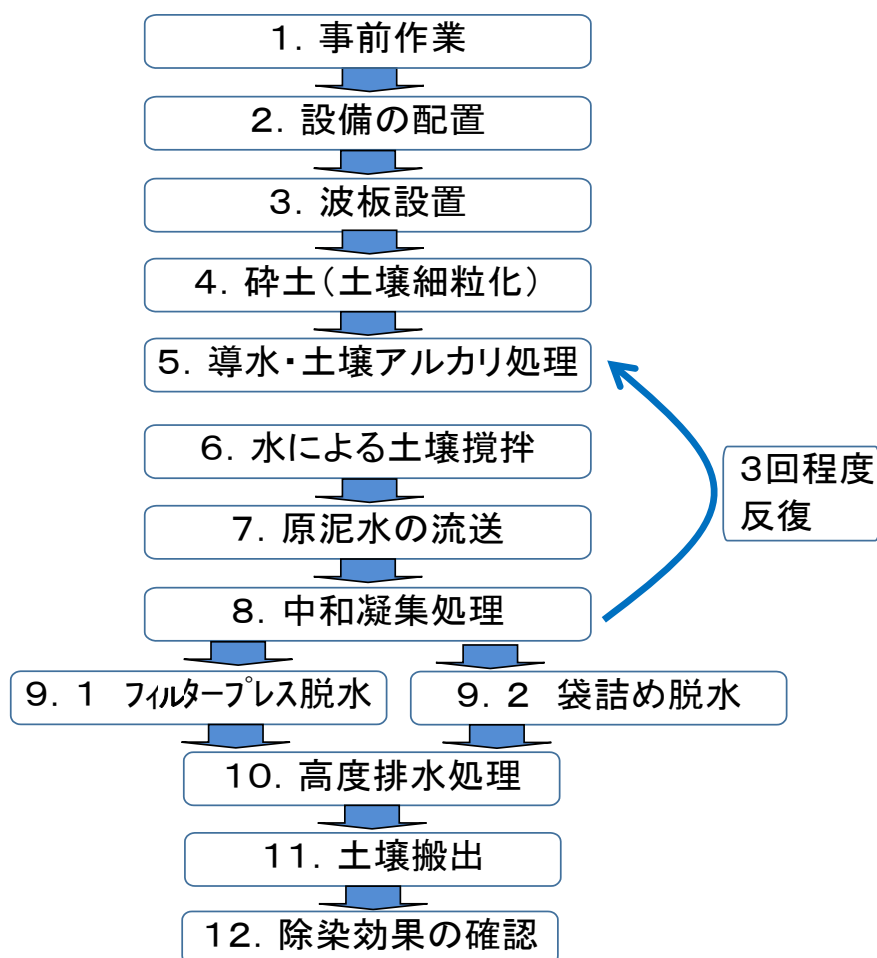 1．事前作業
2．設備の配置
3．波板設置
4．砕土（土壌細粒化）
5．導水・土壌アルカリ処理
6．水による土壌撹拌
3回程度
反復
7．原泥水の流送
8．中和凝集処理
9．1　フィルタープレス脱水
9．2　袋詰め脱水
10．高度排水処理
11．土壌搬出
12．除染効果の確認